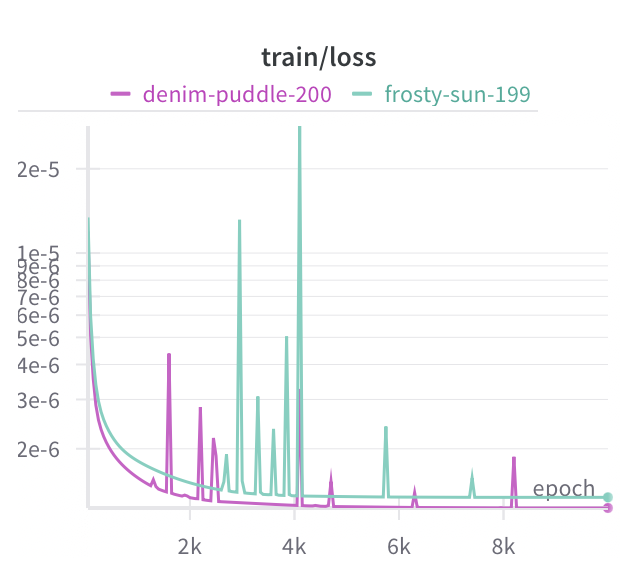 train/loss
denim-puddle-200 frosty-sun-199
2e-5
1e-5
9e-6
8e-6
7e-6
6e-6
5e-6
4e-6
3e-6
2e-6
epoch
2k 4k 6k 8k